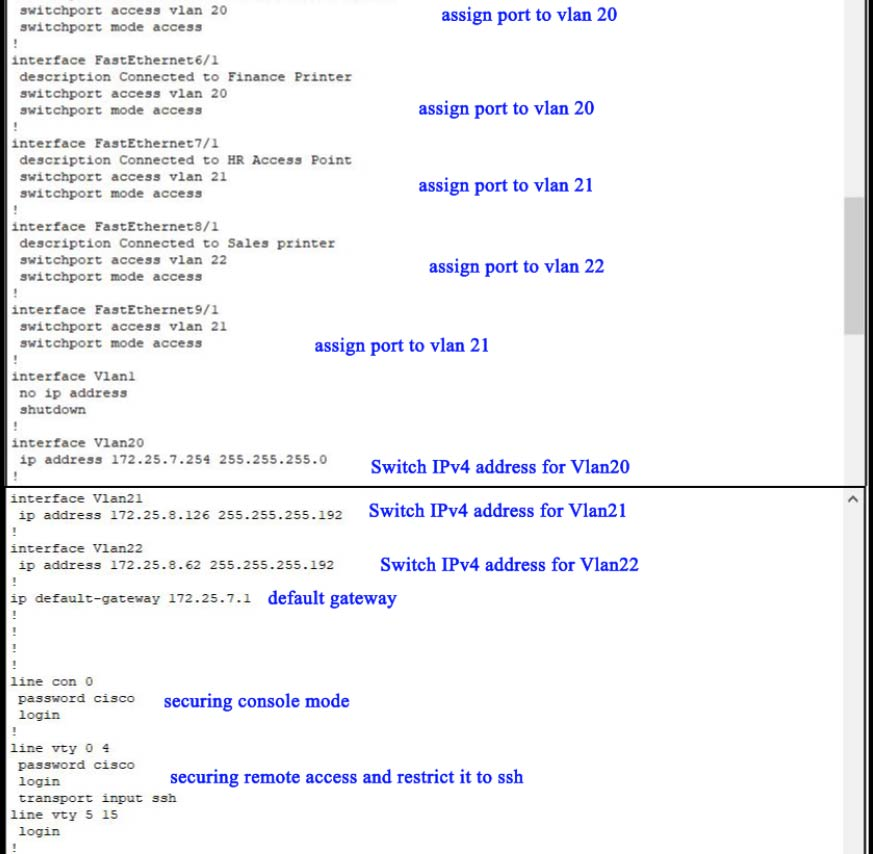 switchport access vlan 20
assign port to vlan 20
switchport mode access
!
interface FastEthernet6/1
description Connected to Finance Printer
switchport access vlan 20
switchport mode access
assign port to vlan 20
!
interface FastEthernet7/1
description Connected to HR Access Point
switchport access vlan 21
assign port to vlan 21
switchport mode access
!
interface FastEthernet8/1
description Connected to Sales printer
switchport access vlan 22
assign port to vlan 22
switchport mode access
!
interface FastEthernet9/1
switchport access vlan 21
switchport mode access
assign port to vlan 21
!
interface Vlan1
no ip address
shutdown
!
interface Vlan20
ip address 172.25.7.254 255.255.255.0
Switch IPv4 address for Vlan20
!
interface Vlan21
ip address 172.25.8.126 255.255.255.192
Switch IPv4 address for Vlan21
!
interface Vlan22
ip address 172.25.8.62 255.255.255.192
Switch IPv4 address for Vlan22
!
ip default-gateway 172.25.7.1
default gateway
!
!
!
!
line con 0
password cisco
securing console mode
login
!
line vty 0 4
password cisco
login
securing remote access and restrict it to ssh
transport input ssh
line vty 5 15
login
!